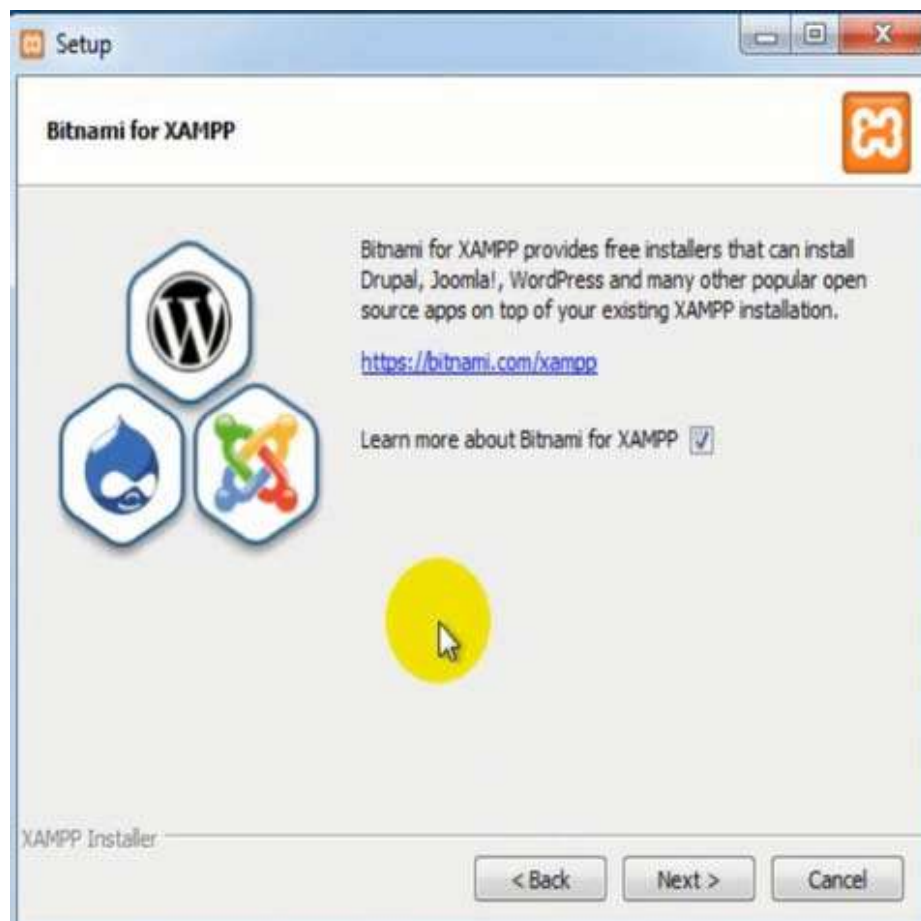 Setup
Bitnami for XAMPP
Bitnami for XAMPP provides free installers that can install
Drupal, Joomla!, WordPress and many other popular open
source apps on top of your existing XAMPP installation.
https://bitnami.com/xampp
Learn more about Bitnami for XAMPP
XAMPP Installer
< Back Next > Cancel